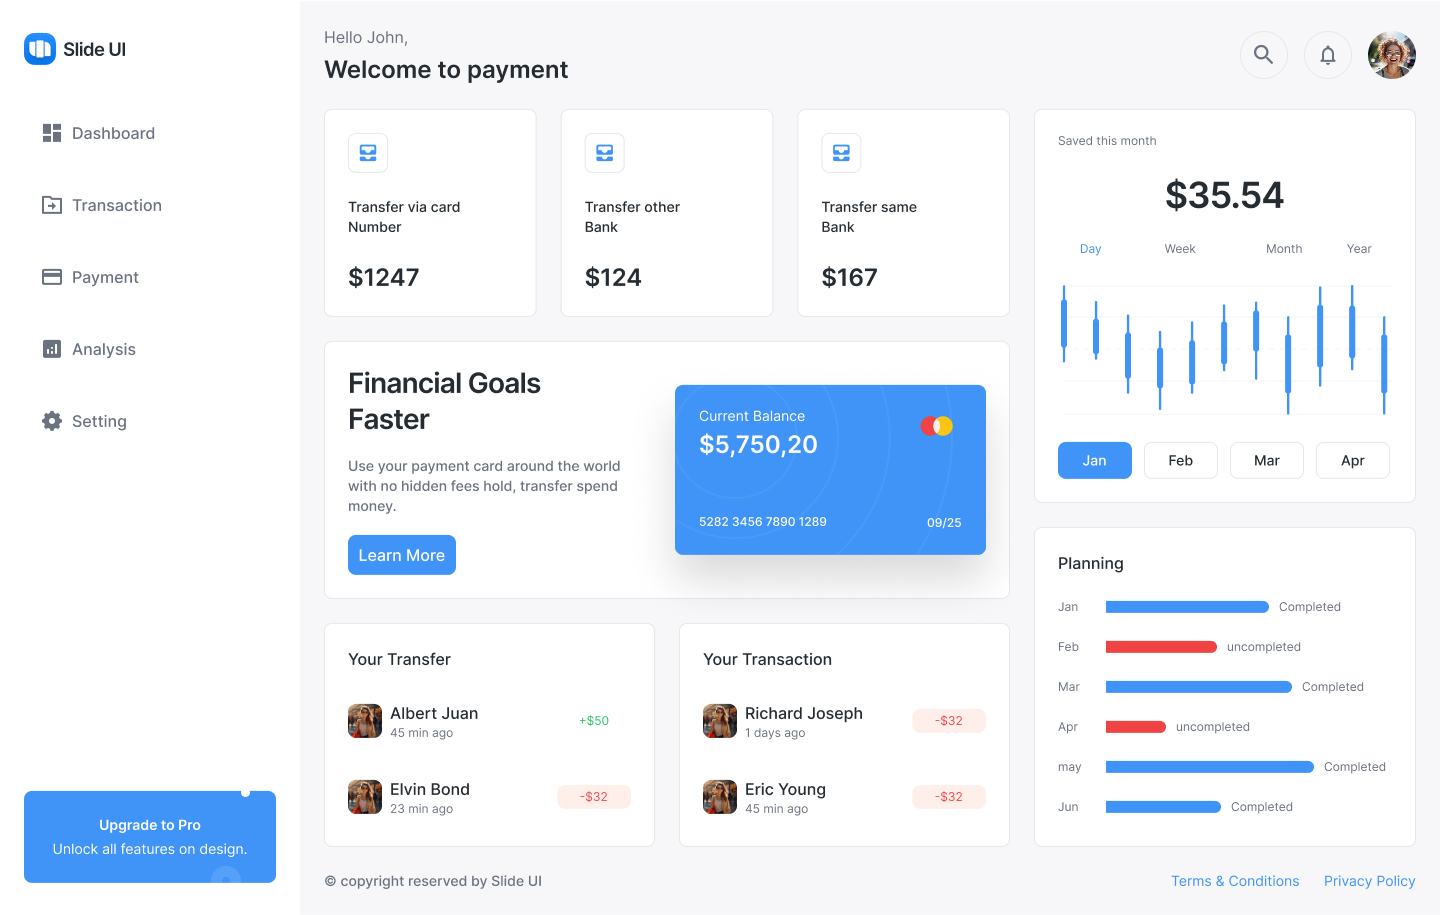 Slide UI
Dashboard
Transaction
Payment
Analysis
Setting
Upgrade to Pro
Unlock all features on design.
Hello John,
Welcome to payment
Transfer via card
Number
$1247
Transfer other
Bank
$124
Transfer same
Bank
$167
Financial Goals
Faster
Use your payment card around the world
with no hidden fees hold, transfer spend
money.
Learn More
Current Balance
$5,750,20
5282 3456 7890 1289 09/25
Your Transfer
Albert Juan
45 min ago
+$50
Elvin Bond
23 min ago
-$32
Your Transaction
Richard Joseph
1 days ago
-$32
Eric Young
45 min ago
-$32
Saved this month
$35.54
Day Week Month Year
Jan Feb Mar Apr
Planning
Jan Completed
Feb uncompleted
Mar Completed
Apr uncompleted
may Completed
Jun Completed
© copyright reserved by Slide UI
Terms & Conditions Privacy Policy